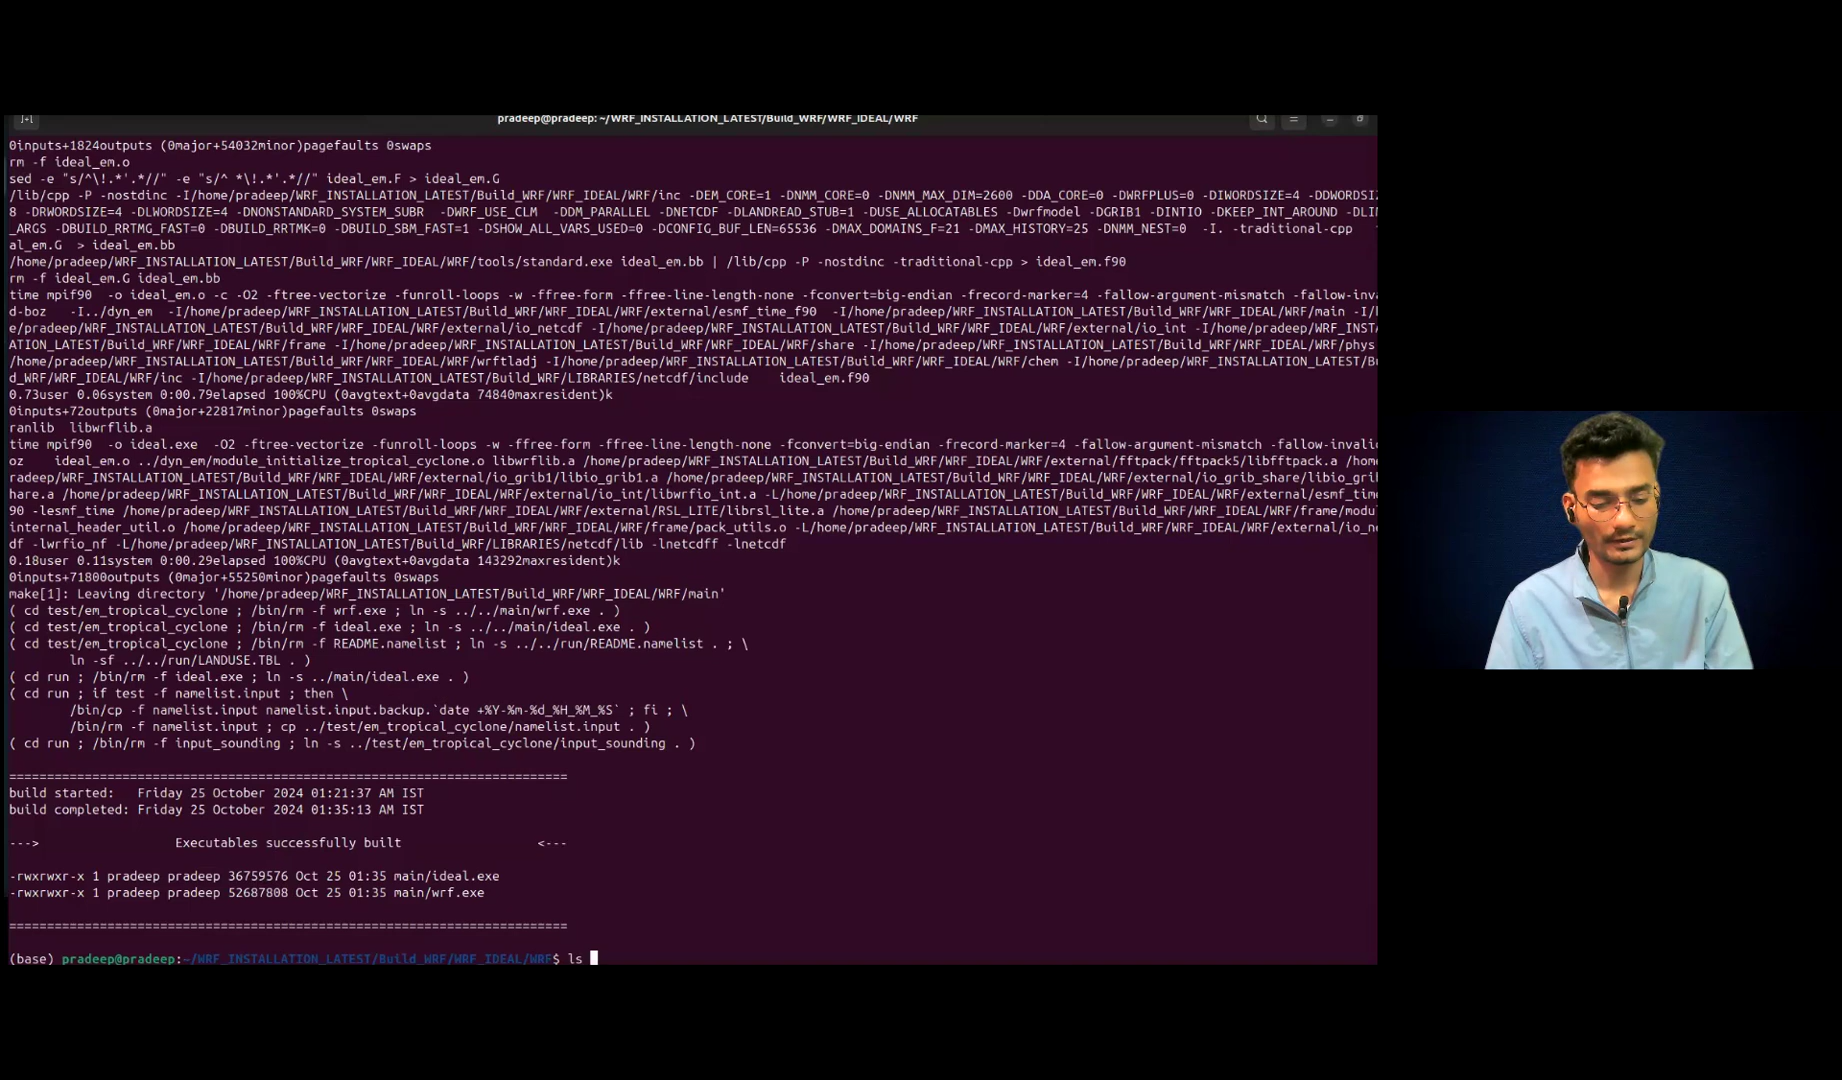 pradeep@pradeep: ~/WRF_INSTALLATION_LATEST/Build_WRF/WRF_IDEAL/WRF
0inputs+1824outputs (0major+54032minor)pagefaults 0swaps
rm -f ideal_em.o
sed -e "s/^\!.*'.*//" -e "s/^ *\!.*'.*//" ideal_em.F > ideal_em.G
/lib/cpp -P -nostdinc -I/home/pradeep/WRF_INSTALLATION_LATEST/Build_WRF/WRF_IDEAL/WRF/inc -DEM_CORE=1 -DNMM_CORE=0 -DNMM_MAX_DIM=2600 -DDA_CORE=0 -DWRFPLUS=0 -DIWORDSIZE=4 -DDWORDSIZ
8 -DRWORDSIZE=4 -DLWORDSIZE=4 -DNONSTANDARD_SYSTEM_SUBR -DWRF_USE_CLM -DDM_PARALLEL -DNETCDF -DLANDREAD_STUB=1 -DUSE_ALLOCATABLES -Dwrfmodel -DGRIB1 -DINTIO -DKEEP_INT_AROUND -DLI
_ARGS -DBUILD_RRTMG_FAST=0 -DBUILD_RRTMK=0 -DBUILD_SBM_FAST=1 -DSHOW_ALL_VARS_USED=0 -DCONFIG_BUF_LEN=65536 -DMAX_DOMAINS_F=21 -DMAX_HISTORY=25 -DNMM_NEST=0 -I. -traditional-cpp
al_em.G > ideal_em.bb
/home/pradeep/WRF_INSTALLATION_LATEST/Build_WRF/WRF_IDEAL/WRF/tools/standard.exe ideal_em.bb | /lib/cpp -P -nostdinc -traditional-cpp > ideal_em.f90
rm -f ideal_em.G ideal_em.bb
time mpif90 -o ideal_em.o -c -O2 -ftree-vectorize -funroll-loops -w -ffree-form -ffree-line-length-none -fconvert=big-endian -frecord-marker=4 -fallow-argument-mismatch -fallow-inva
d-boz -I../dyn_em -I/home/pradeep/WRF_INSTALLATION_LATEST/Build_WRF/WRF_IDEAL/WRF/external/esmf_time_f90 -I/home/pradeep/WRF_INSTALLATION_LATEST/Build_WRF/WRF_IDEAL/WRF/main -I/
e/pradeep/WRF_INSTALLATION_LATEST/Build_WRF/WRF_IDEAL/WRF/external/io_netcdf -I/home/pradeep/WRF_INSTALLATION_LATEST/Build_WRF/WRF_IDEAL/WRF/external/io_int -I/home/pradeep/WRF_INST
ATION_LATEST/Build_WRF/WRF_IDEAL/WRF/frame -I/home/pradeep/WRF_INSTALLATION_LATEST/Build_WRF/WRF_IDEAL/WRF/share -I/home/pradeep/WRF_INSTALLATION_LATEST/Build_WRF/WRF_IDEAL/WRF/phys
/home/pradeep/WRF_INSTALLATION_LATEST/Build_WRF/WRF_IDEAL/WRF/wrftladj -I/home/pradeep/WRF_INSTALLATION_LATEST/Build_WRF/WRF_IDEAL/WRF/chem -I/home/pradeep/WRF_INSTALLATION_LATEST/B
d_WRF/WRF_IDEAL/WRF/inc -I/home/pradeep/WRF_INSTALLATION_LATEST/Build_WRF/LIBRARIES/netcdf/include ideal_em.f90
0.73user 0.06system 0:00.79elapsed 100%CPU (0avgtext+0avgdata 74840maxresident)k
0inputs+72outputs (0major+22817minor)pagefaults 0swaps
ranlib libwrflib.a
time mpif90 -o ideal.exe -O2 -ftree-vectorize -funroll-loops -w -ffree-form -ffree-line-length-none -fconvert=big-endian -frecord-marker=4 -fallow-argument-mismatch -fallow-invalid
oz ideal_em.o ../dyn_em/module_initialize_tropical_cyclone.o libwrflib.a /home/pradeep/WRF_INSTALLATION_LATEST/Build_WRF/WRF_IDEAL/WRF/external/fftpack/fftpack5/libfftpack.a /home
radeep/WRF_INSTALLATION_LATEST/Build_WRF/WRF_IDEAL/WRF/external/io_grib1/libio_grib1.a /home/pradeep/WRF_INSTALLATION_LATEST/Build_WRF/WRF_IDEAL/WRF/external/io_grib_share/libio_grib
hare.a /home/pradeep/WRF_INSTALLATION_LATEST/Build_WRF/WRF_IDEAL/WRF/external/io_int/libwrfio_int.a -L/home/pradeep/WRF_INSTALLATION_LATEST/Build_WRF/WRF_IDEAL/WRF/external/esmf_time
90 -lesmf_time /home/pradeep/WRF_INSTALLATION_LATEST/Build_WRF/WRF_IDEAL/WRF/external/RSL_LITE/librsl_lite.a /home/pradeep/WRF_INSTALLATION_LATEST/Build_WRF/WRF_IDEAL/WRF/frame/modu
internal_header_util.o /home/pradeep/WRF_INSTALLATION_LATEST/Build_WRF/WRF_IDEAL/WRF/frame/pack_utils.o -L/home/pradeep/WRF_INSTALLATION_LATEST/Build_WRF/WRF_IDEAL/WRF/external/io_ne
df -lwrfio_nf -L/home/pradeep/WRF_INSTALLATION_LATEST/Build_WRF/LIBRARIES/netcdf/lib -lnetcdff -lnetcdf
0.18user 0.11system 0:00.29elapsed 100%CPU (0avgtext+0avgdata 143292maxresident)k
0inputs+71800outputs (0major+55250minor)pagefaults 0swaps
make[1]: Leaving directory '/home/pradeep/WRF_INSTALLATION_LATEST/Build_WRF/WRF_IDEAL/WRF/main'
( cd test/em_tropical_cyclone ; /bin/rm -f wrf.exe ; ln -s ../../main/wrf.exe . )
( cd test/em_tropical_cyclone ; /bin/rm -f ideal.exe ; ln -s ../../main/ideal.exe . )
( cd test/em_tropical_cyclone ; /bin/rm -f README.namelist ; ln -s ../../run/README.namelist . ; \
ln -sf ../../run/LANDUSE.TBL . )
( cd run ; /bin/rm -f ideal.exe ; ln -s ../main/ideal.exe . )
( cd run ; if test -f namelist.input ; then \
/bin/cp -f namelist.input namelist.input.backup.`date +%Y-%m-%d_%H_%M_%S` ; fi ; \
/bin/rm -f namelist.input ; cp ../test/em_tropical_cyclone/namelist.input . )
( cd run ; /bin/rm -f input_sounding ; ln -s ../test/em_tropical_cyclone/input_sounding . )
==========================================================================
build started: Friday 25 October 2024 01:21:37 AM IST
build completed: Friday 25 October 2024 01:35:13 AM IST
---> Executables successfully built <---
-rwxrwxr-x 1 pradeep pradeep 36759576 Oct 25 01:35 main/ideal.exe
-rwxrwxr-x 1 pradeep pradeep 52687808 Oct 25 01:35 main/wrf.exe
==========================================================================
(base) pradeep@pradeep:~/WRF_INSTALLATION_LATEST/Build_WRF/WRF_IDEAL/WRF$ ls